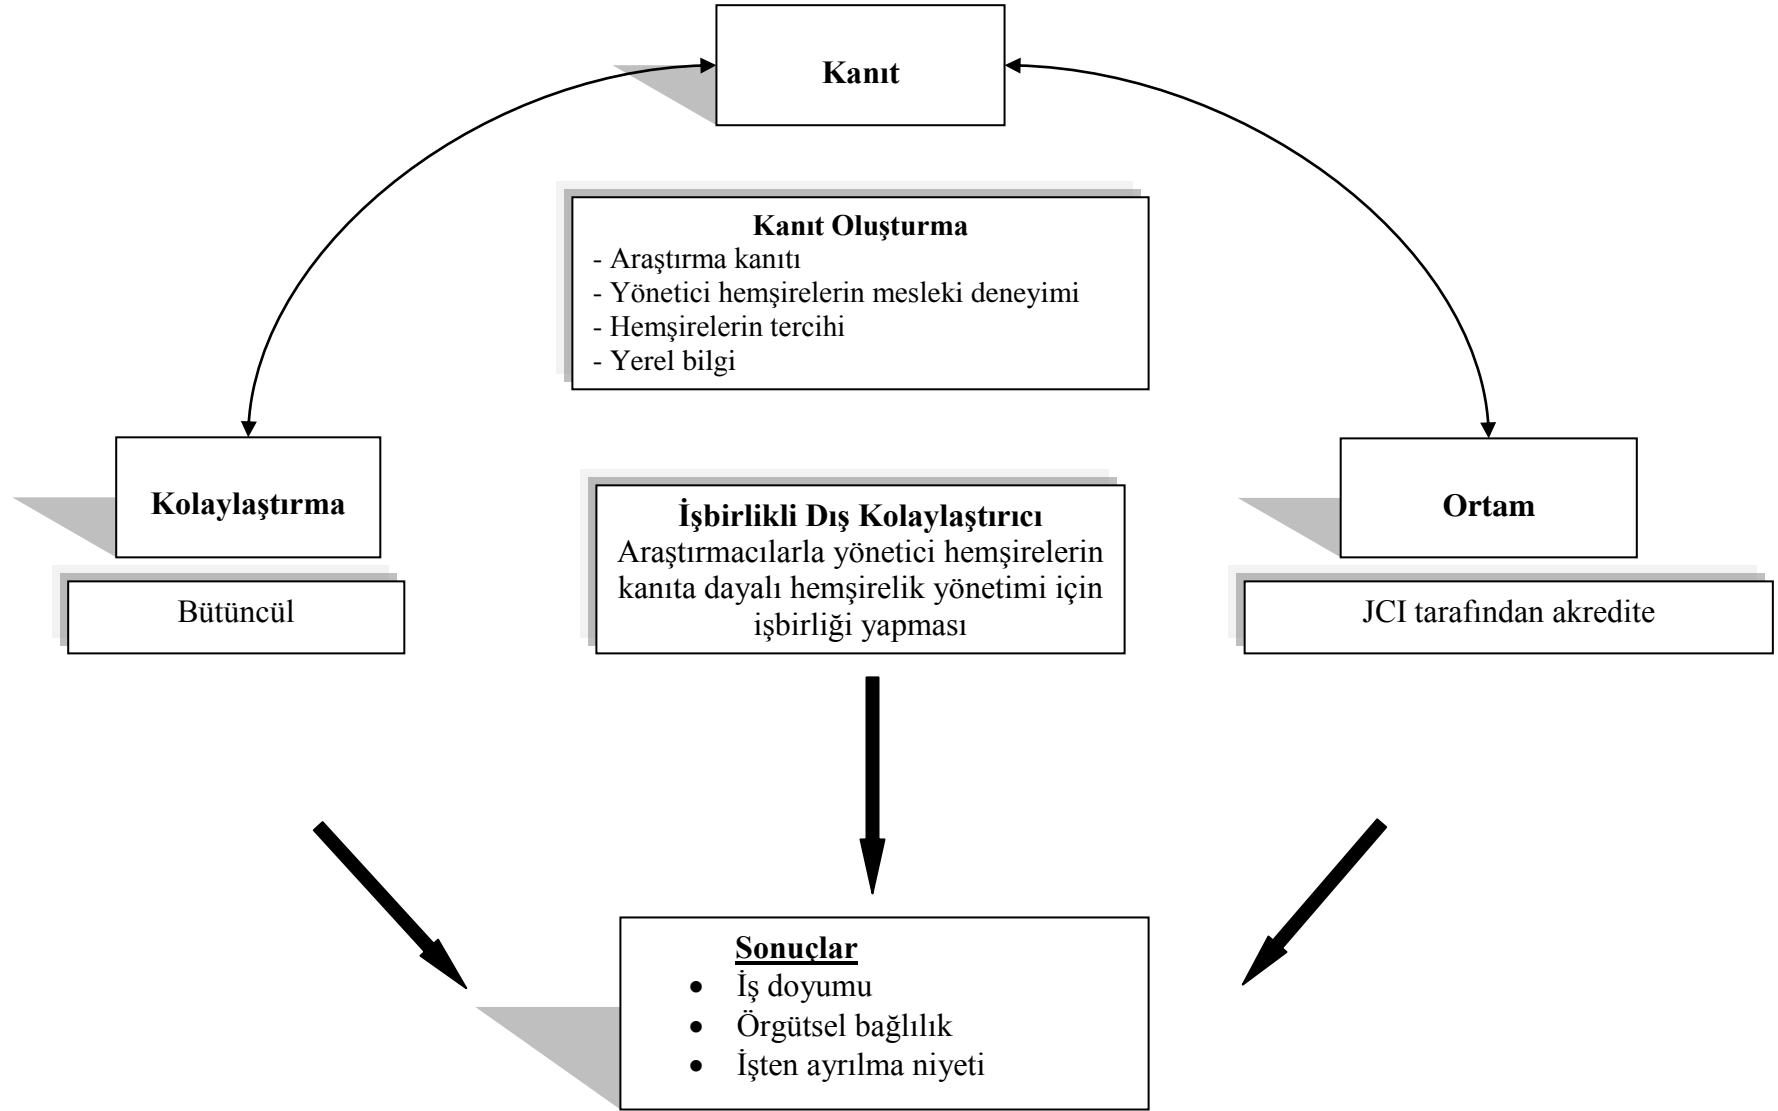 Kanıt
Kanıt Oluşturma
- Araştırma kanıtı
- Yönetici hemşirelerin mesleki deneyimi
- Hemşirelerin tercihi
- Yerel bilgi
Kolaylaştırma
Bütüncül
İşbirlikli Dış Kolaylaştırıcı
Araştırmacılarla yönetici hemşirelerin
kanıta dayalı hemşirelik yönetimi için
işbirliği yapması
Ortam
JCI tarafından akredite
Sonuçlar
• İş doyumu
• Örgütsel bağlılık
• İşten ayrılma niyeti